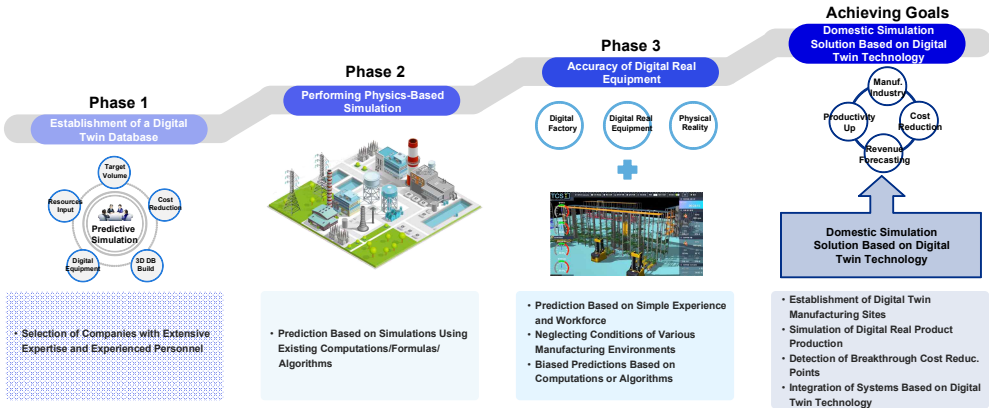 Phase 1
Establishment of a Digital
Twin Database
Target
Volume
Resources
Input
Cost
Reduction
Predictive
Simulation
Digital
Equipment
3D DB
Build
• Selection of Companies with Extensive
Expertise and Experienced Personnel
Phase 2
Performing Physics-Based
Simulation
• Prediction Based on Simulations Using
Existing Computations/Formulas/
Algorithms
Phase 3
Accuracy of Digital Real
Equipment
Digital
Factory
Digital Real
Equipment
Physical
Reality
TCS
• Prediction Based on Simple Experience
and Workforce
• Neglecting Conditions of Various
Manufacturing Environments
• Biased Predictions Based on
Computations or Algorithms
Achieving Goals
Domestic Simulation
Solution Based on Digital
Twin Technology
Manuf.
Industry
Productivity
Up
Cost
Reduction
Revenue
Forecasting
Domestic Simulation
Solution Based on Digital
Twin Technology
• Establishment of Digital Twin
Manufacturing Sites
• Simulation of Digital Real Product
Production
• Detection of Breakthrough Cost Reduc.
Points
• Integration of Systems Based on Digital
Twin Technology